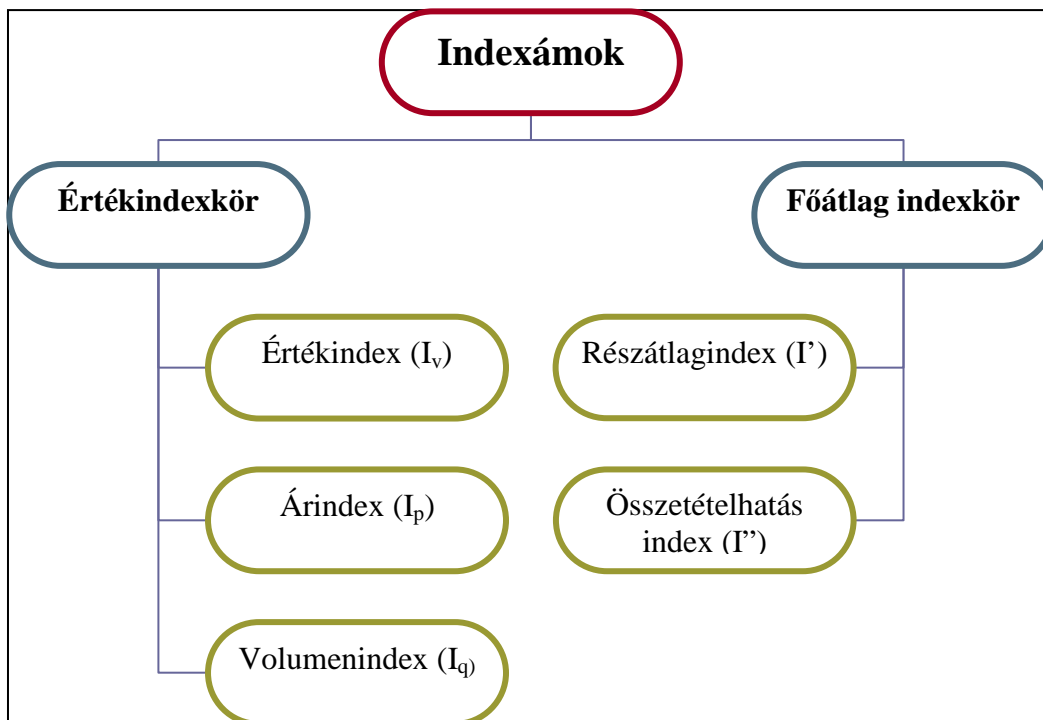 Indexámok
Értékindexkör
Főátlag indexkör
Értékindex (Iv)
Részátlagindex (I’)
Árindex (Ip)
Összetételhatás
index (I”)
Volumenindex (Iq)